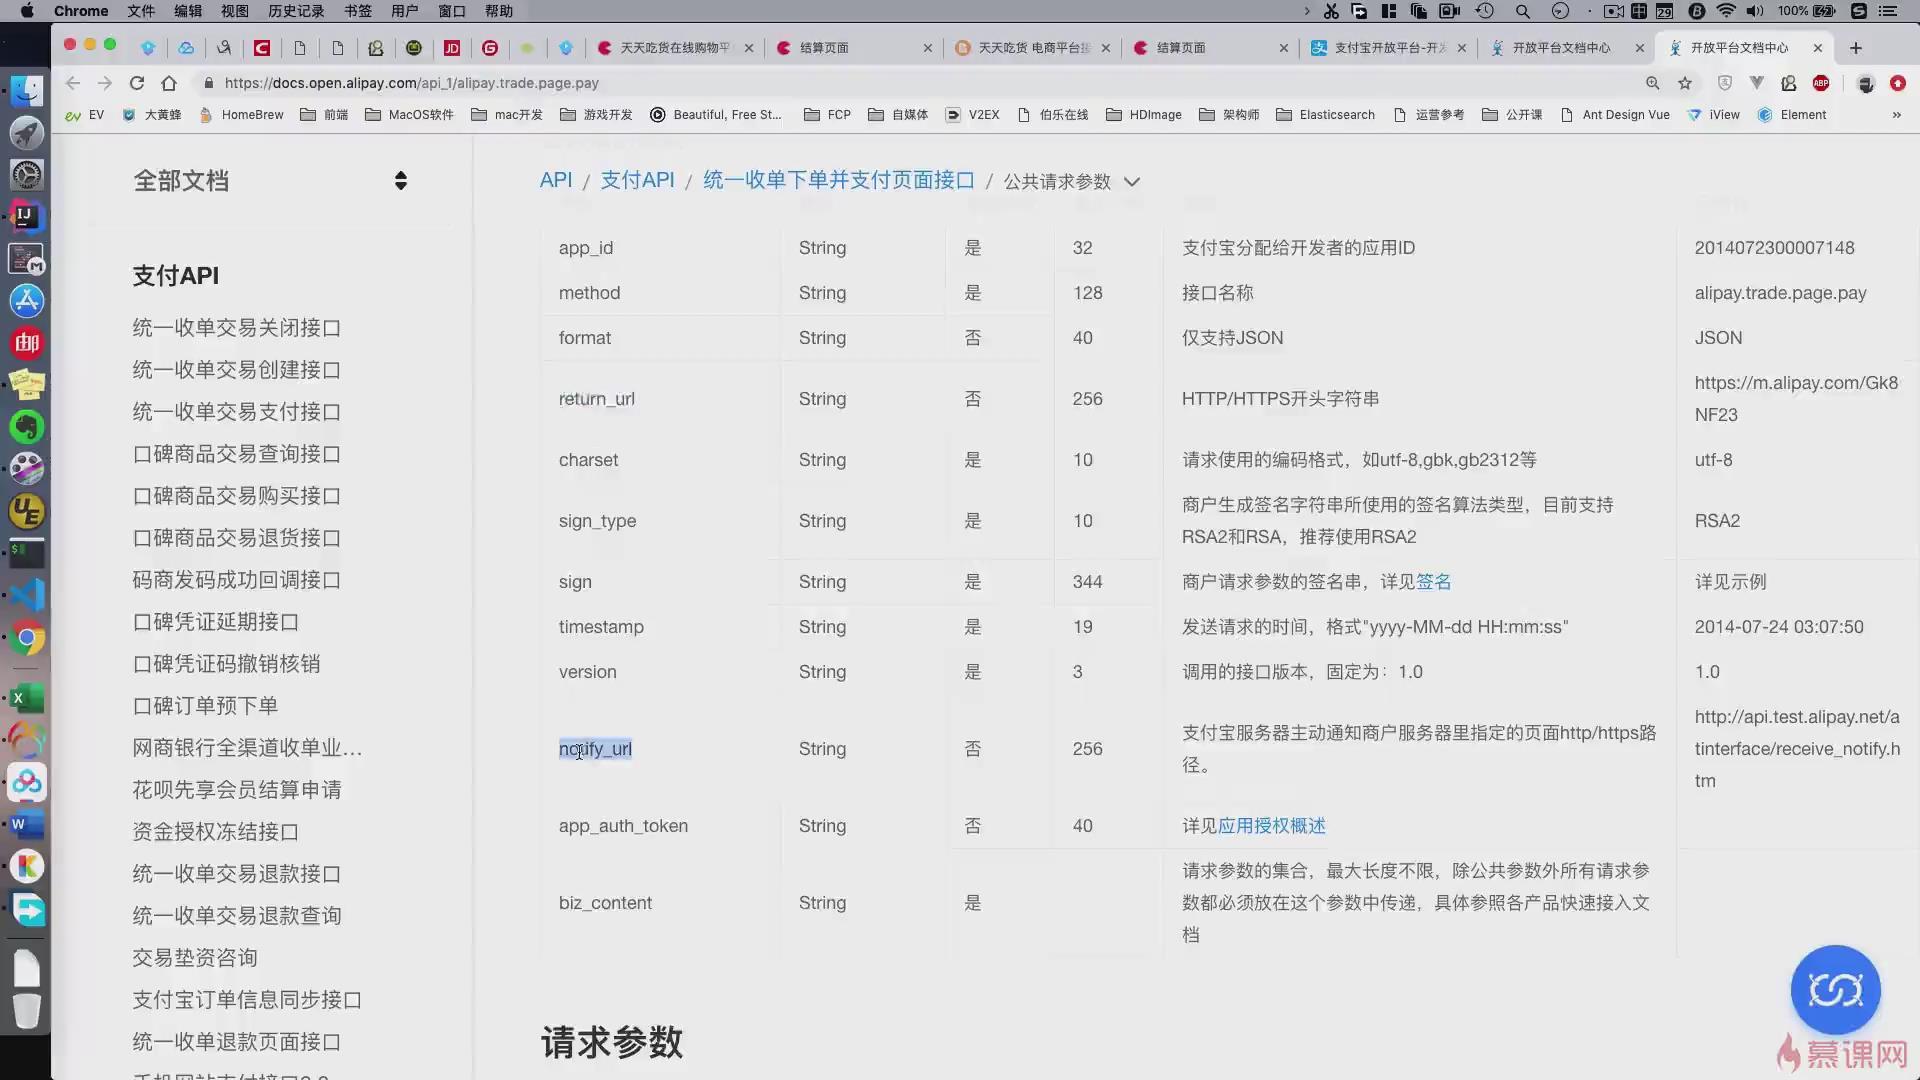 Chrome 文件 编辑 视图 历史记录 书签 用户 窗口 帮助 29 100%
天天吃货在线购物平 结算页面 天天吃货 电商平台接 结算页面 支付宝开放平台-开发 开放平台文档中心 开放平台文档中心
https://docs.open.alipay.com/api_1/alipay.trade.page.pay
EV 大黄蜂 HomeBrew 前端 MacOS软件 mac开发 游戏开发 Beautiful, Free St... FCP 自媒体 V2EX 伯乐在线 HDImage 架构师 Elasticsearch 运营参考 公开课 Ant Design Vue iView Element »
全部文档
支付API
统一收单交易关闭接口
统一收单交易创建接口
统一收单交易支付接口
口碑商品交易查询接口
口碑商品交易购买接口
口碑商品交易退货接口
码商发码成功回调接口
口碑凭证延期接口
口碑凭证码撤销核销
口碑订单预下单
网商银行全渠道收单业...
花呗先享会员结算申请
资金授权冻结接口
统一收单交易退款接口
统一收单交易退款查询
交易垫资咨询
支付宝订单信息同步接口
统一收单退款页面接口
API / 支付API / 统一收单下单并支付页面接口 / 公共请求参数
app_id String 是 32 支付宝分配给开发者的应用ID 2014072300007148
method String 是 128 接口名称 alipay.trade.page.pay
format String 否 40 仅支持JSON JSON
return_url String 否 256 HTTP/HTTPS开头字符串 https://m.alipay.com/Gk8
NF23
charset String 是 10 请求使用的编码格式，如utf-8,gbk,gb2312等 utf-8
sign_type String 是 10 商户生成签名字符串所使用的签名算法类型，目前支持
RSA2和RSA，推荐使用RSA2 RSA2
sign String 是 344 商户请求参数的签名串，详见签名 详见示例
timestamp String 是 19 发送请求的时间，格式"yyyy-MM-dd HH:mm:ss" 2014-07-24 03:07:50
version String 是 3 调用的接口版本，固定为：1.0 1.0
notify_url String 否 256 支付宝服务器主动通知商户服务器里指定的页面http/https路
径。 http://api.test.alipay.net/a
tinterface/receive_notify.h
tm
app_auth_token String 否 40 详见应用授权概述
biz_content String 是 请求参数的集合，最大长度不限，除公共参数外所有请求参
数都必须放在这个参数中传递，具体参照各产品快速接入文
档
请求参数
慕课网